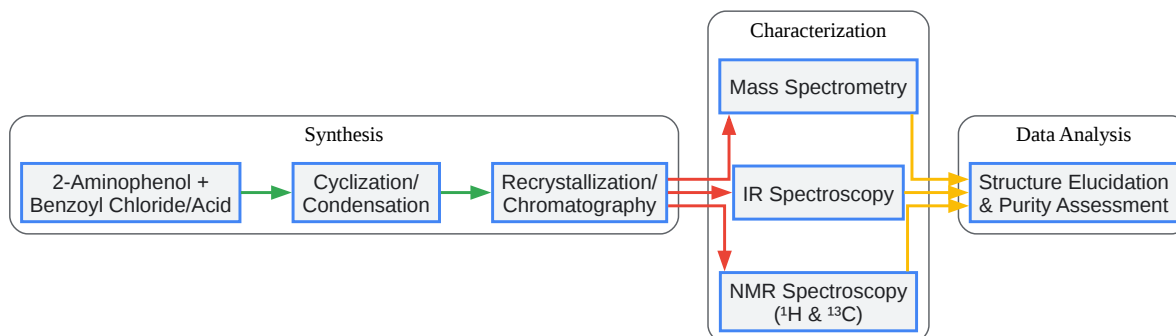 Synthesis
2-Aminophenol +
Benzoyl Chloride/Acid
Cyclization/
Condensation
Recrystallization/
Chromatography
Characterization
Mass Spectrometry
IR Spectroscopy
NMR Spectroscopy
(¹H & ¹³C)
Data Analysis
Structure Elucidation
& Purity Assessment